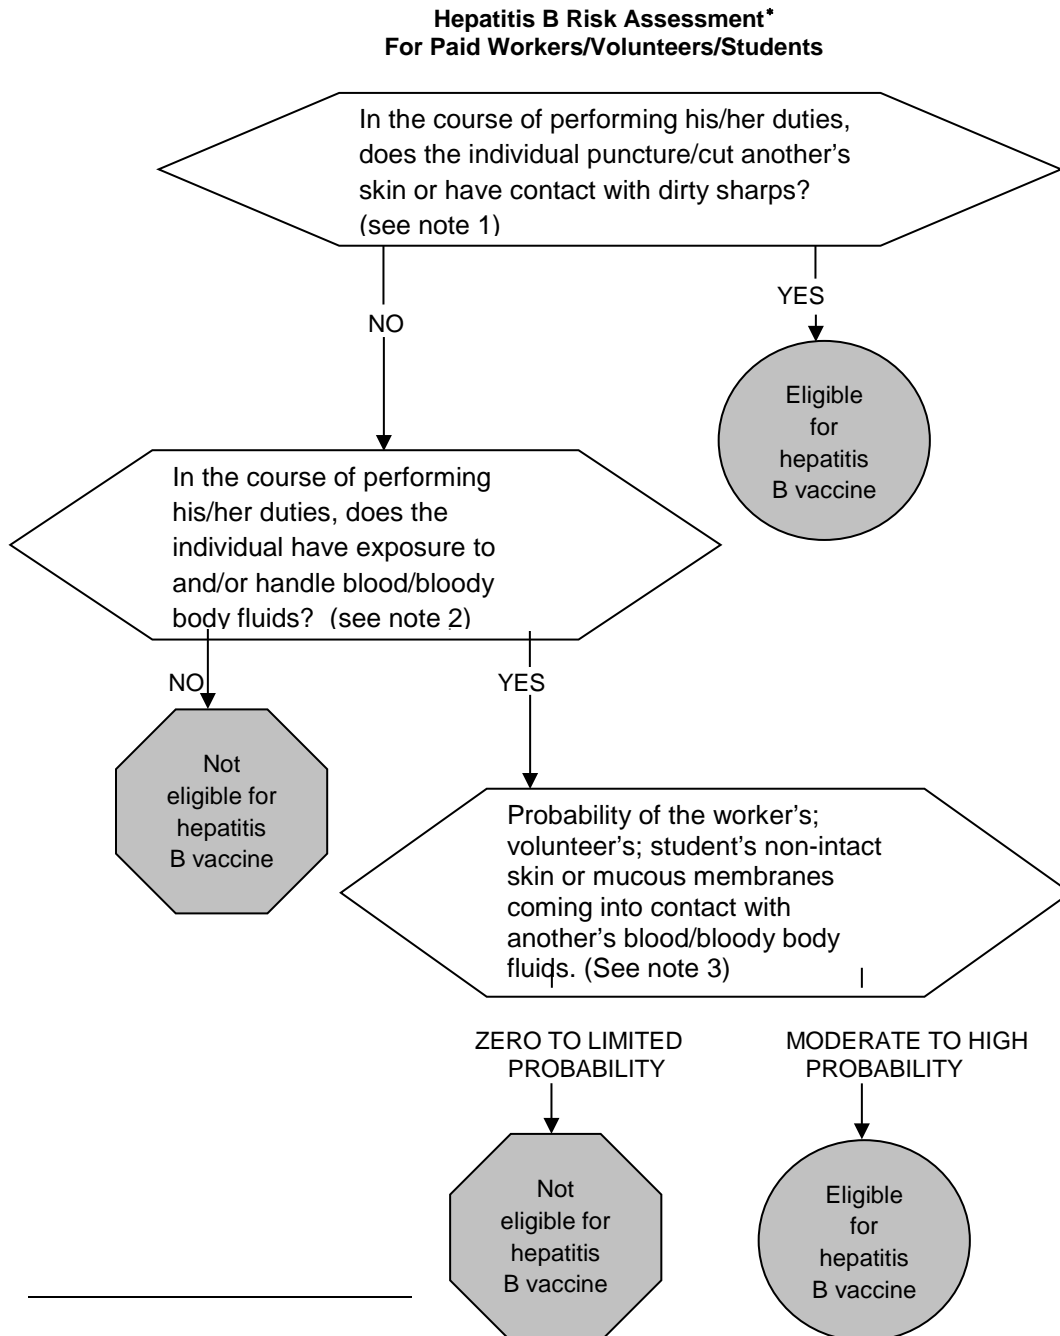 Hepatitis B Risk Assessment*
For Paid Workers/Volunteers/Students
In the course of performing his/her duties,
does the individual puncture/cut another's
skin or have contact with dirty sharps?
(see note 1)
NO
YES
Eligible
for
hepatitis
B vaccine
In the course of performing
his/her duties, does the
individual have exposure to
and/or handle blood/bloody
body fluids? (see note 2)
NO
YES
Not
eligible for
hepatitis
B vaccine
Probability of the worker's;
volunteer's; student's non-intact
skin or mucous membranes
coming into contact with
another's blood/bloody body
fluids. (See note 3)
ZERO TO LIMITED
PROBABILITY
MODERATE TO HIGH
PROBABILITY
Not
eligible for
hepatitis
B vaccine
Eligible
for
hepatitis
B vaccine